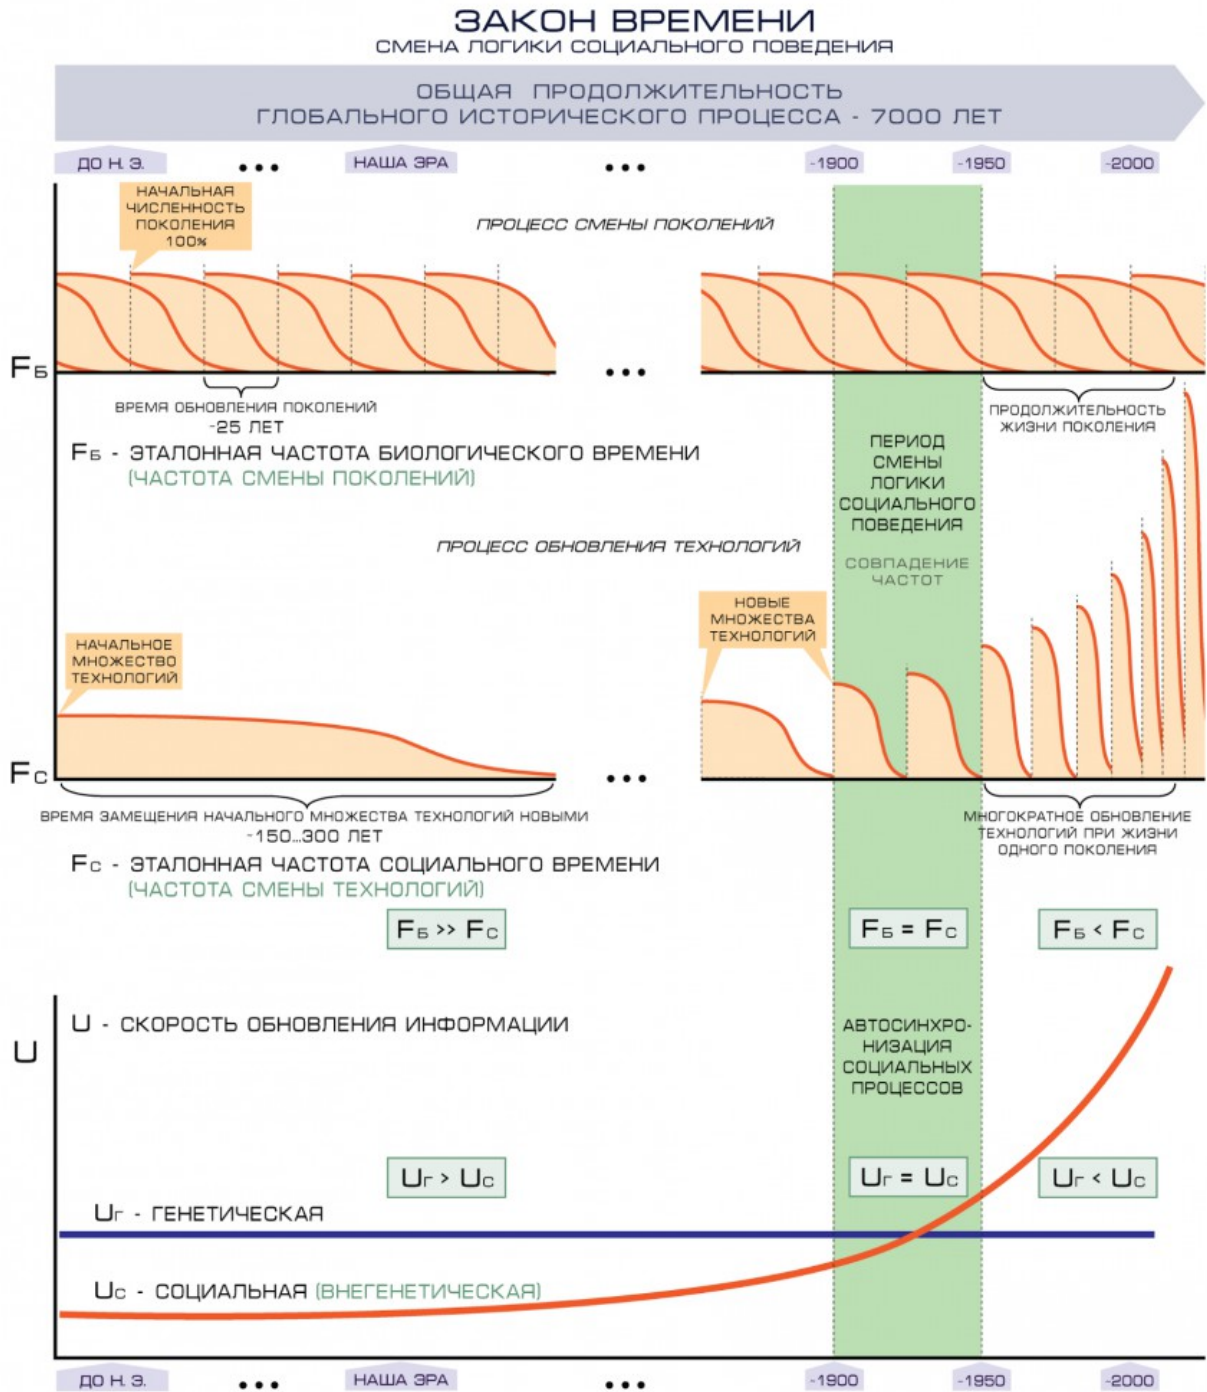 ЗАКОН ВРЕМЕНИ
СМЕНА ЛОГИКИ СОЦИАЛЬНОГО ПОВЕДЕНИЯ
ОБЩАЯ ПРОДОЛЖИТЕЛЬНОСТЬ
ГЛОБАЛЬНОГО ИСТОРИЧЕСКОГО ПРОЦЕССА - 7000 ЛЕТ
ДО Н. Э.
•••
НАША ЭРА
•••
~1900
~1950
~2000
НАЧАЛЬНАЯ
ЧИСЛЕННОСТЬ
ПОКОЛЕНИЯ
100%
ПРОЦЕСС СМЕНЫ ПОКОЛЕНИЙ
FБ
•••
ВРЕМЯ ОБНОВЛЕНИЯ ПОКОЛЕНИЙ
~25 ЛЕТ
ПРОДОЛЖИТЕЛЬНОСТЬ
ЖИЗНИ ПОКОЛЕНИЯ
FБ - ЭТАЛОННАЯ ЧАСТОТА БИОЛОГИЧЕСКОГО ВРЕМЕНИ
(ЧАСТОТА СМЕНЫ ПОКОЛЕНИЙ)
ПЕРИОД
СМЕНЫ
ЛОГИКИ
СОЦИАЛЬНОГО
ПОВЕДЕНИЯ
СОВПАДЕНИЕ
ЧАСТОТ
ПРОЦЕСС ОБНОВЛЕНИЯ ТЕХНОЛОГИЙ
НОВЫЕ
МНОЖЕСТВА
ТЕХНОЛОГИЙ
НАЧАЛЬНОЕ
МНОЖЕСТВО
ТЕХНОЛОГИЙ
FС
•••
ВРЕМЯ ЗАМЕЩЕНИЯ НАЧАЛЬНОГО МНОЖЕСТВА ТЕХНОЛОГИЙ НОВЫМИ
~150...300 ЛЕТ
МНОГОКРАТНОЕ ОБНОВЛЕНИЕ
ТЕХНОЛОГИЙ ПРИ ЖИЗНИ
ОДНОГО ПОКОЛЕНИЯ
FС - ЭТАЛОННАЯ ЧАСТОТА СОЦИАЛЬНОГО ВРЕМЕНИ
(ЧАСТОТА СМЕНЫ ТЕХНОЛОГИЙ)
FБ >> FС
FБ = FС
FБ < FС
U
U - СКОРОСТЬ ОБНОВЛЕНИЯ ИНФОРМАЦИИ
АВТОСИНХРО-
НИЗАЦИЯ
СОЦИАЛЬНЫХ
ПРОЦЕССОВ
UГ > UС
UГ = UС
UГ < UС
UГ - ГЕНЕТИЧЕСКАЯ
UС - СОЦИАЛЬНАЯ (ВНЕГЕНЕТИЧЕСКАЯ)
ДО Н. Э.
•••
НАША ЭРА
•••
~1900
~1950
~2000